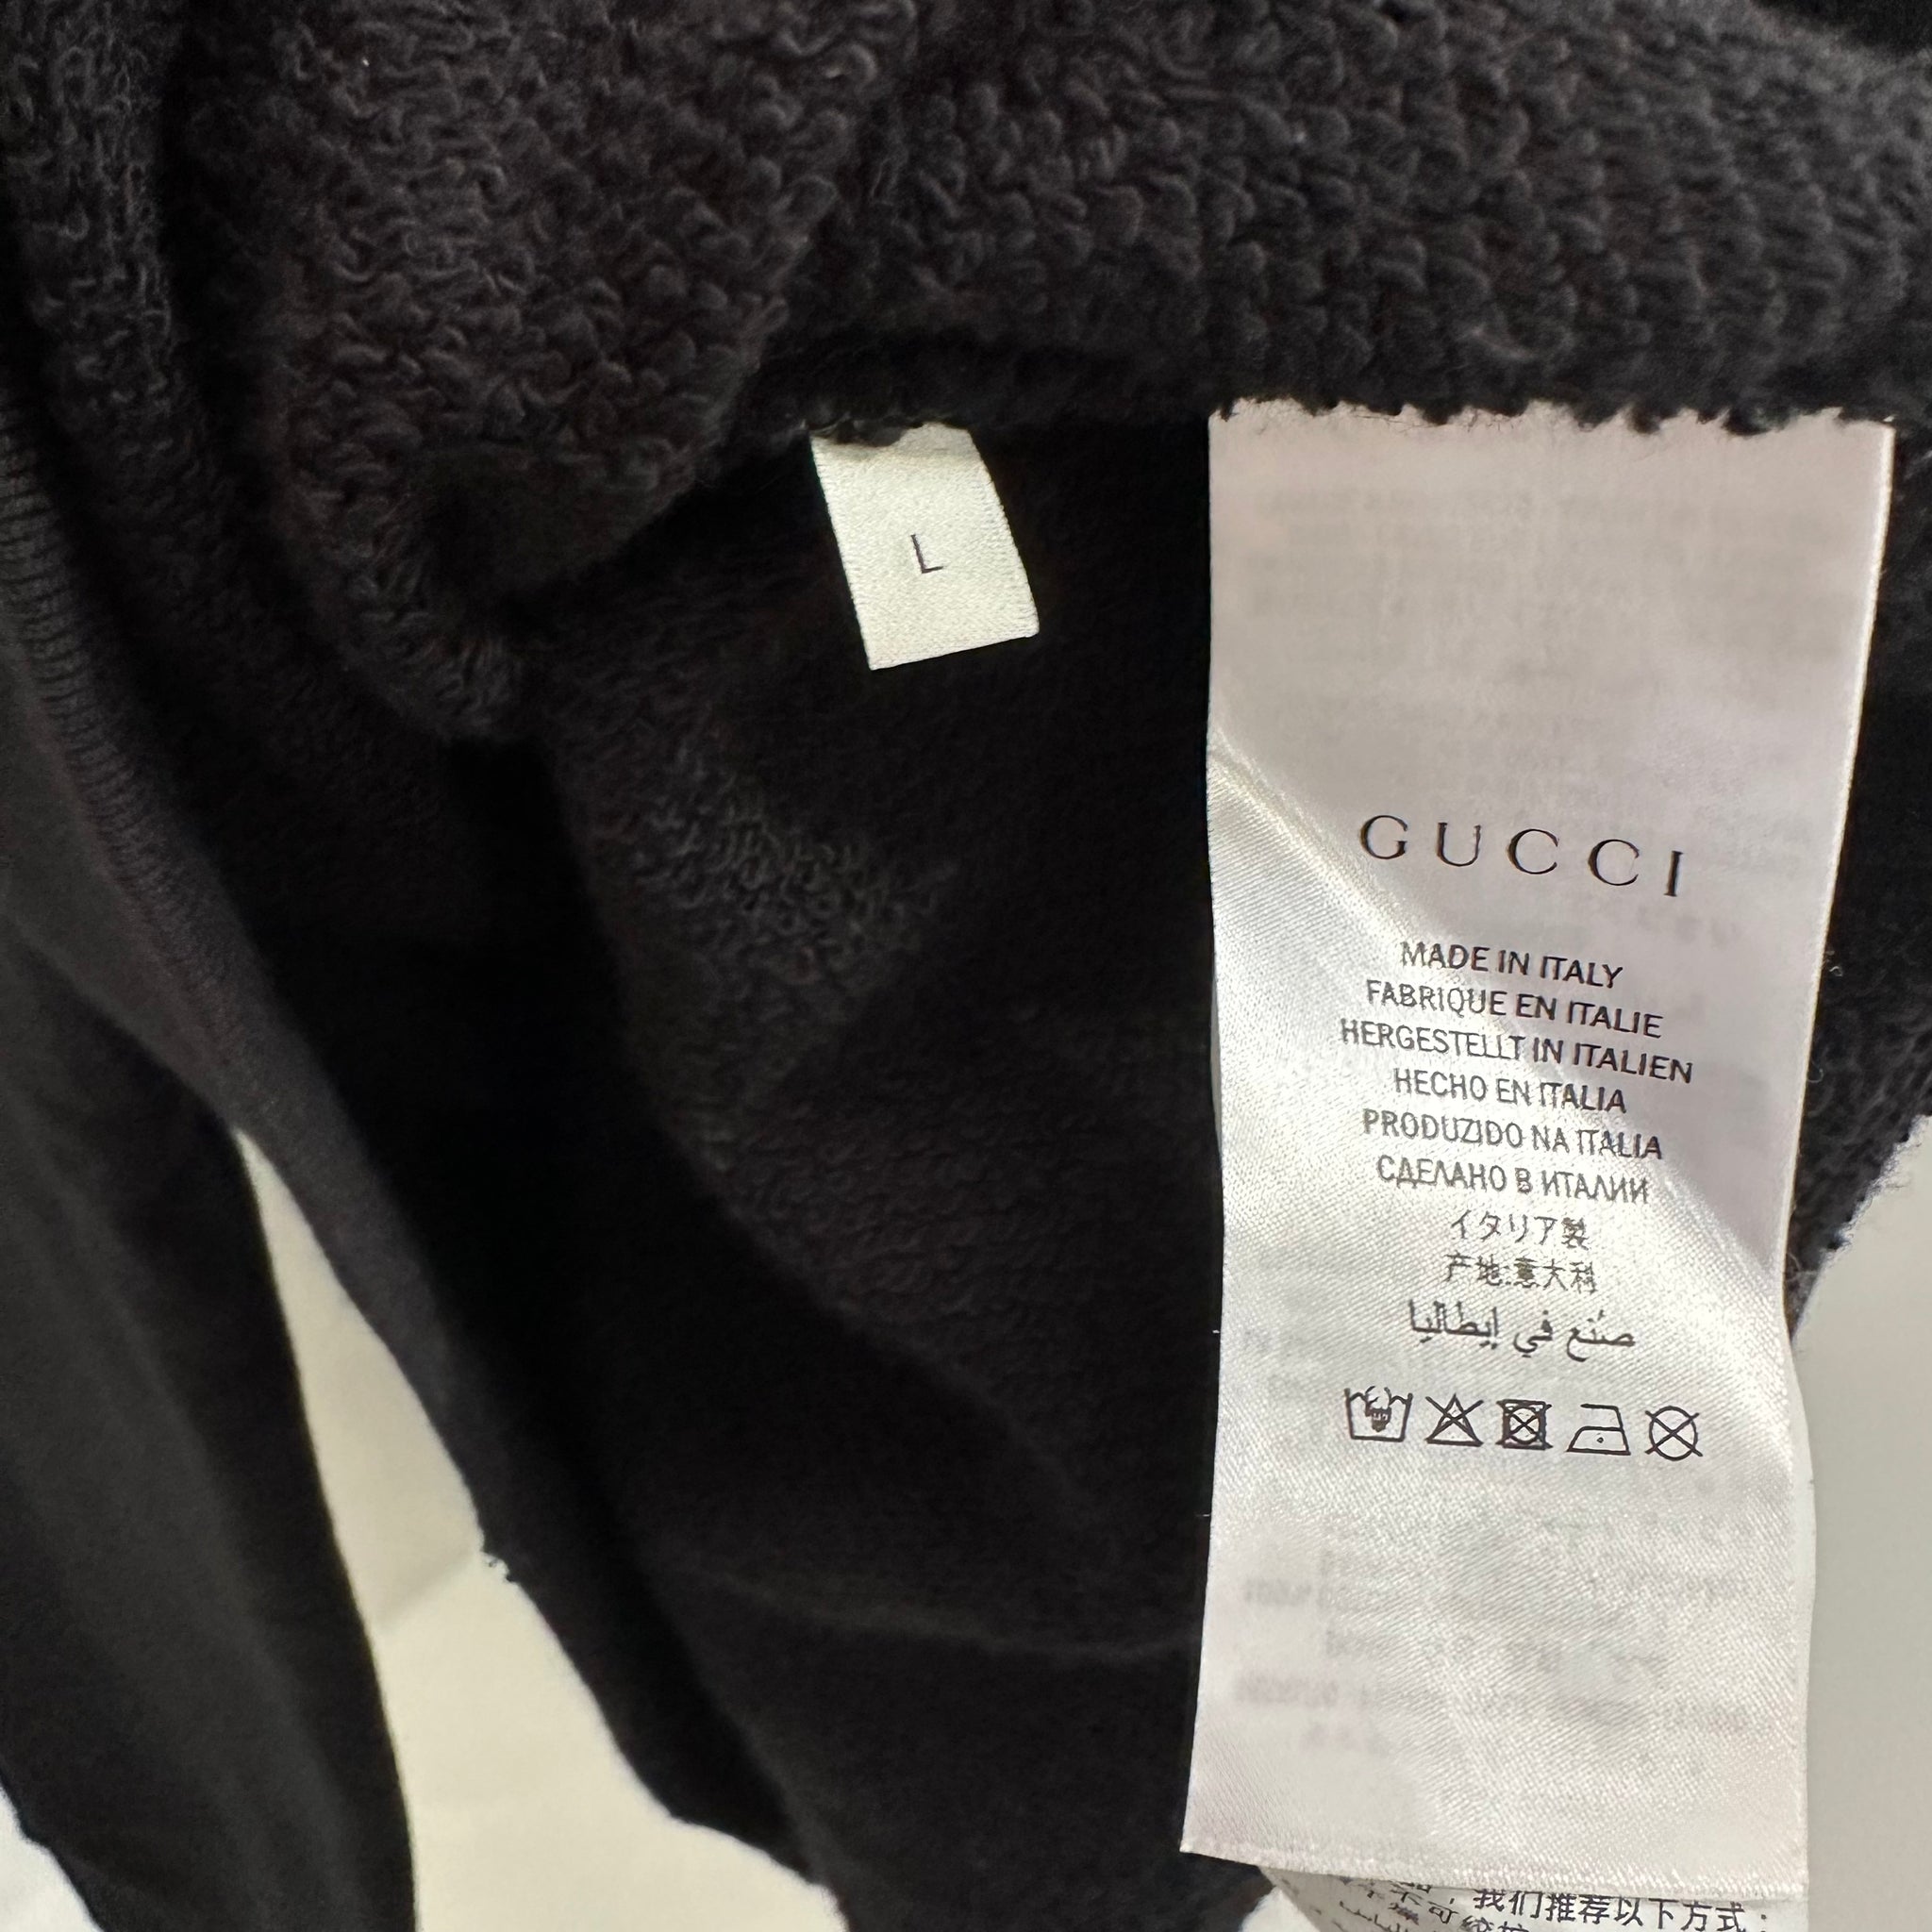 L
GUCCI
MADE IN ITALY
FABRIQUE EN ITALIE
HERGESTELLT IN ITALIEN
HECHO EN ITALIA
PRODUZIDO NA ITALIA
СДЕЛАНО В ИТАЛИИ
イタリア製
产地:意大利
صنع في إيطاليا
我们推荐以下方式：